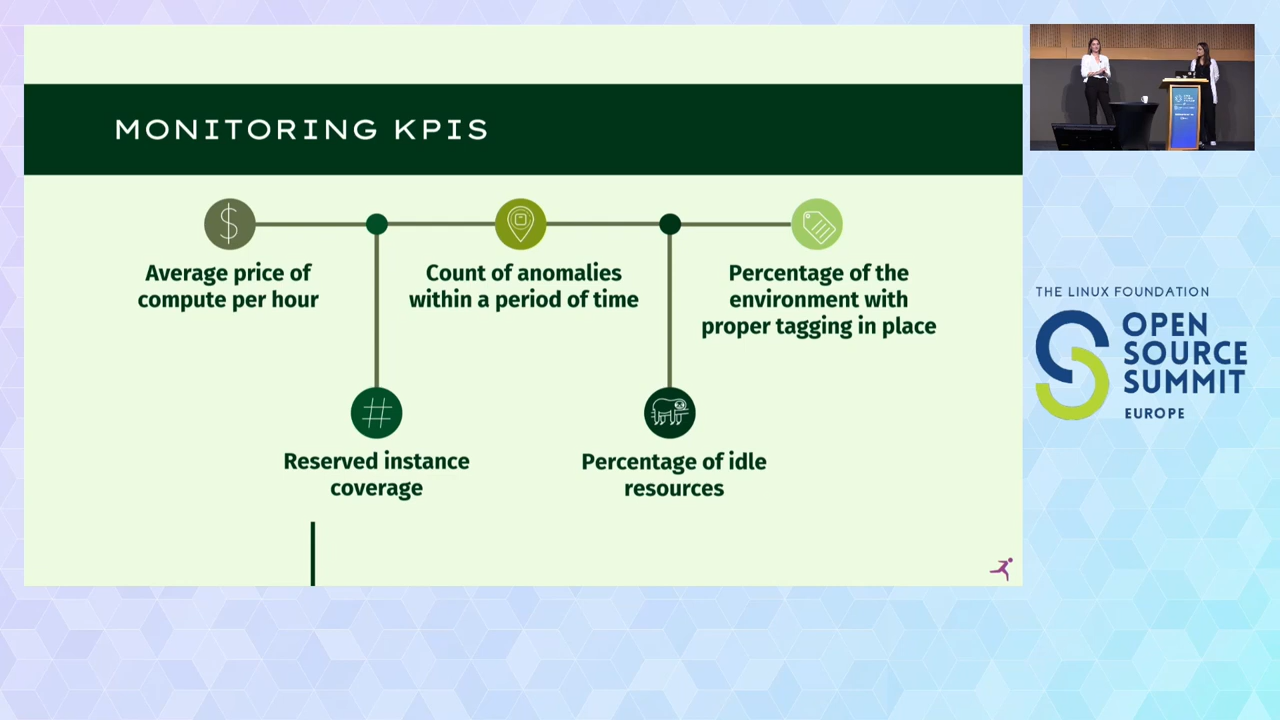 MONITORING KPIS
Average price of
compute per hour
Count of anomalies
within a period of time
Percentage of the
environment with
proper tagging in place
Reserved instance
coverage
Percentage of idle
resources
THE LINUX FOUNDATION
OPEN
SOURCE
SUMMIT
EUROPE